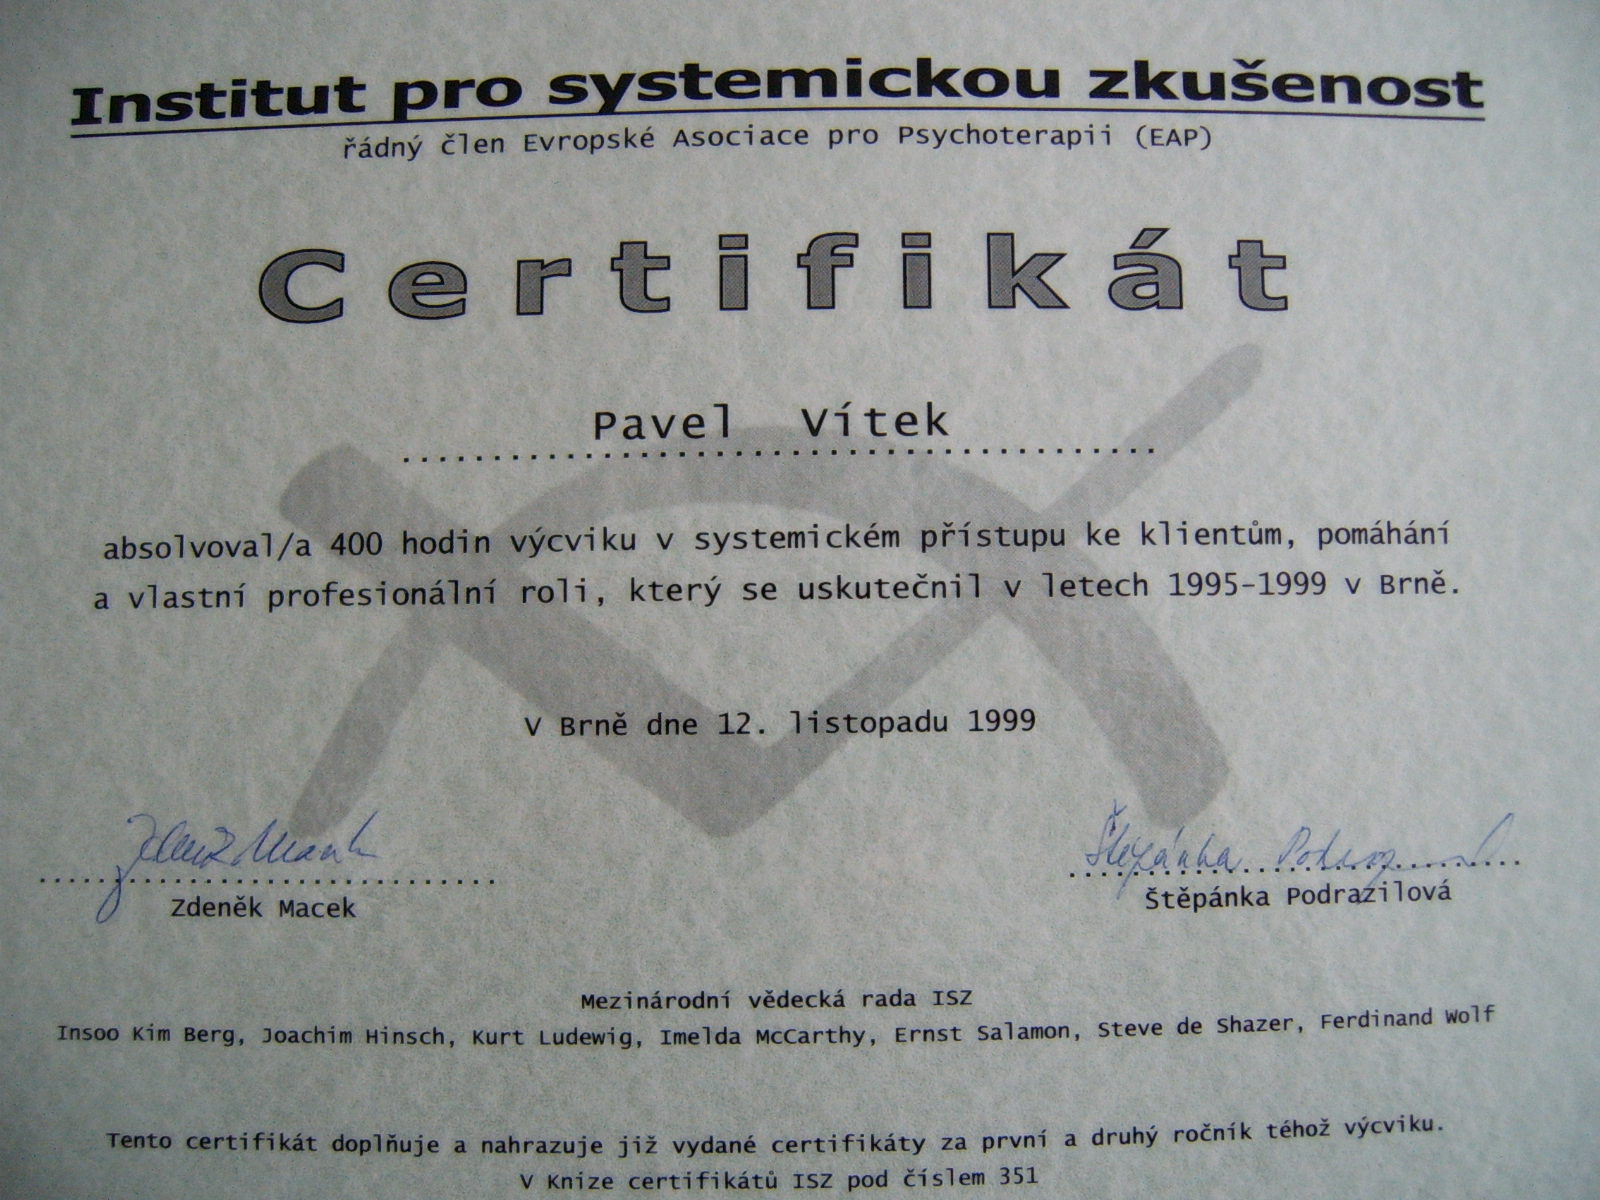 Institut pro systemickou zkušenost
řádný člen Evropské Asociace pro Psychoterapii (EAP)
Certifikát
Pavel Vítek
absolvoval/a 400 hodin výcviku v systemickém přístupu ke klientům, pomáhání
a vlastní profesionální roli, který se uskutečnil v letech 1995-1999 v Brně.
V Brně dne 12. listopadu 1999
Zdeněk Macek
Štěpánka Podrazilová
Zdeněk Macek
Štěpánka Podrazilová
Mezinárodní vědecká rada ISZ
Insoo Kim Berg, Joachim Hinsch, Kurt Ludewig, Imelda McCarthy, Ernst Salamon, Steve de Shazer, Ferdinand Wolf
Tento certifikát doplňuje a nahrazuje již vydané certifikáty za první a druhý ročník téhož výcviku.
V Knize certifikátů ISZ pod číslem 351